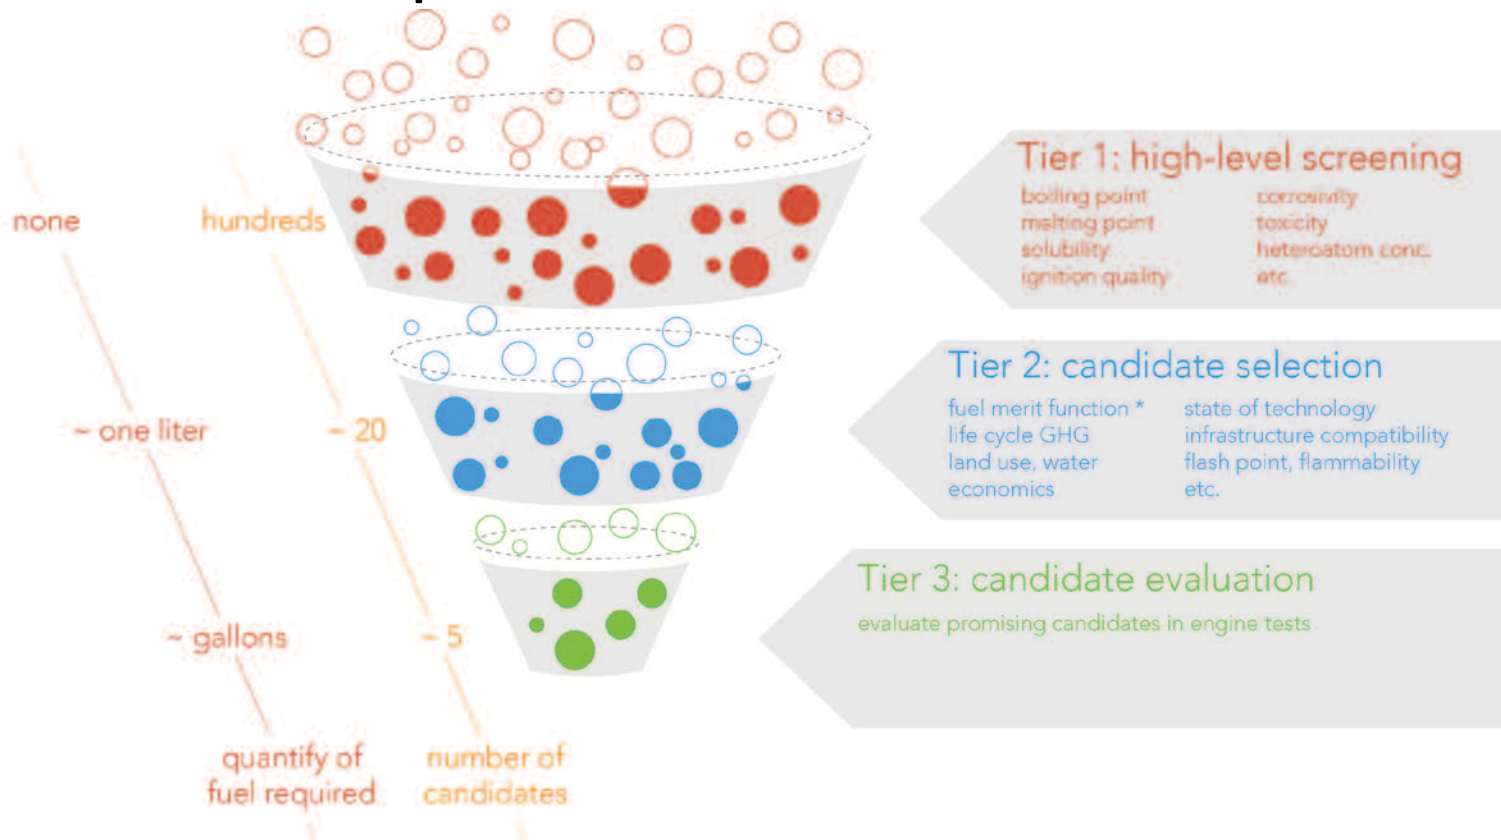 none
hundreds
~ one liter
~ 20
~ gallons
~ 5
quantify of
fuel required
number of
candidates
Tier 1: high-level screening
boiling point
melting point
solubility
ignition quality
corrosivity
toxicity
heteroatom conc.
etc.
Tier 2: candidate selection
fuel merit function *
life cycle GHG
land use, water
economics
state of technology
infrastructure compatibility
flash point, flammability
etc.
Tier 3: candidate evaluation
evaluate promising candidates in engine tests